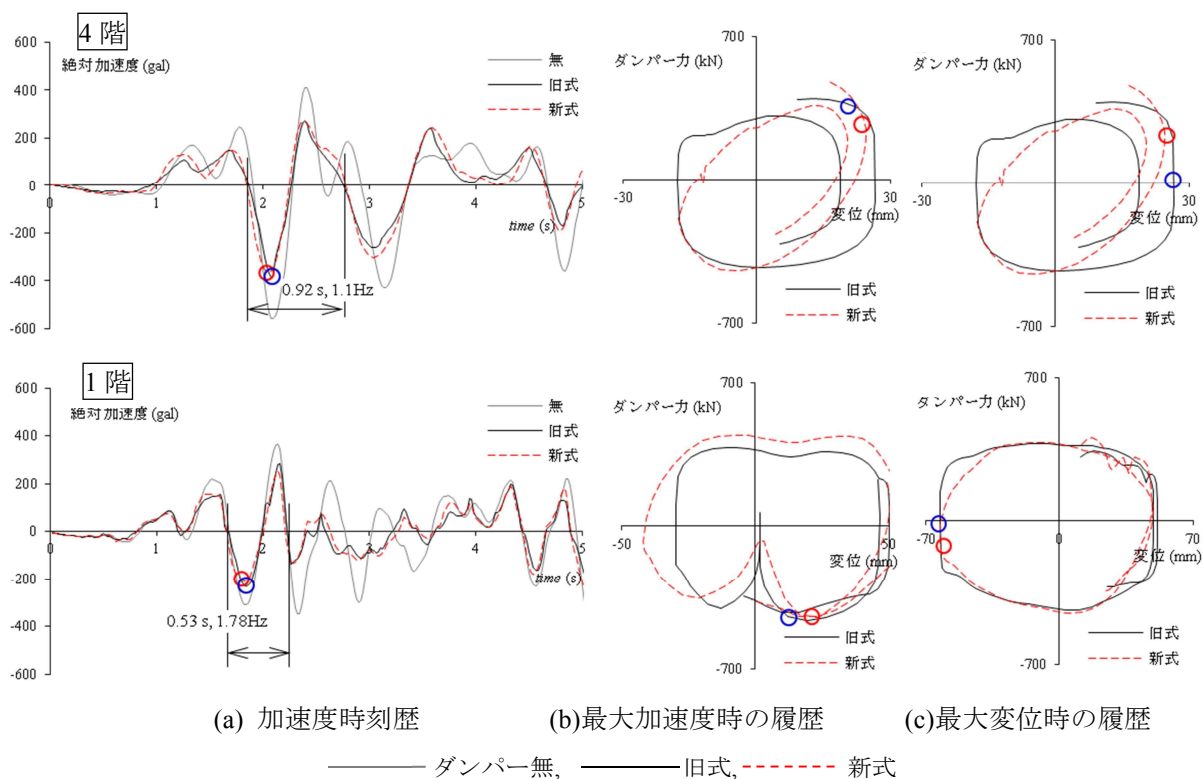 4 階
600
絶対加速度 (gal)
400
200
0
-200
-400
-600
無
旧式
新式
0 1 2 3 4 5
time (s)
0.92 s, 1.1Hz
700
ダンパー力 (kN)
-30
30
変位 (mm)
旧式
新式
-700
700
ダンパー力 (kN)
-30
30
変位 (mm)
旧式
新式
-700
1 階
600
絶対加速度 (gal)
400
200
0
-200
-400
-600
無
旧式
新式
0 1 2 3 4 5
time (s)
0.53 s, 1.78Hz
700
ダンパー力 (kN)
-50
50
変位 (mm)
旧式
新式
-700
700
ダンパー力 (kN)
-70
0
70
変位 (mm)
旧式
新式
-700
(a) 加速度時刻歴
(b)最大加速度時の履歴
(c)最大変位時の履歴
ダンパー無, 旧式, 新式